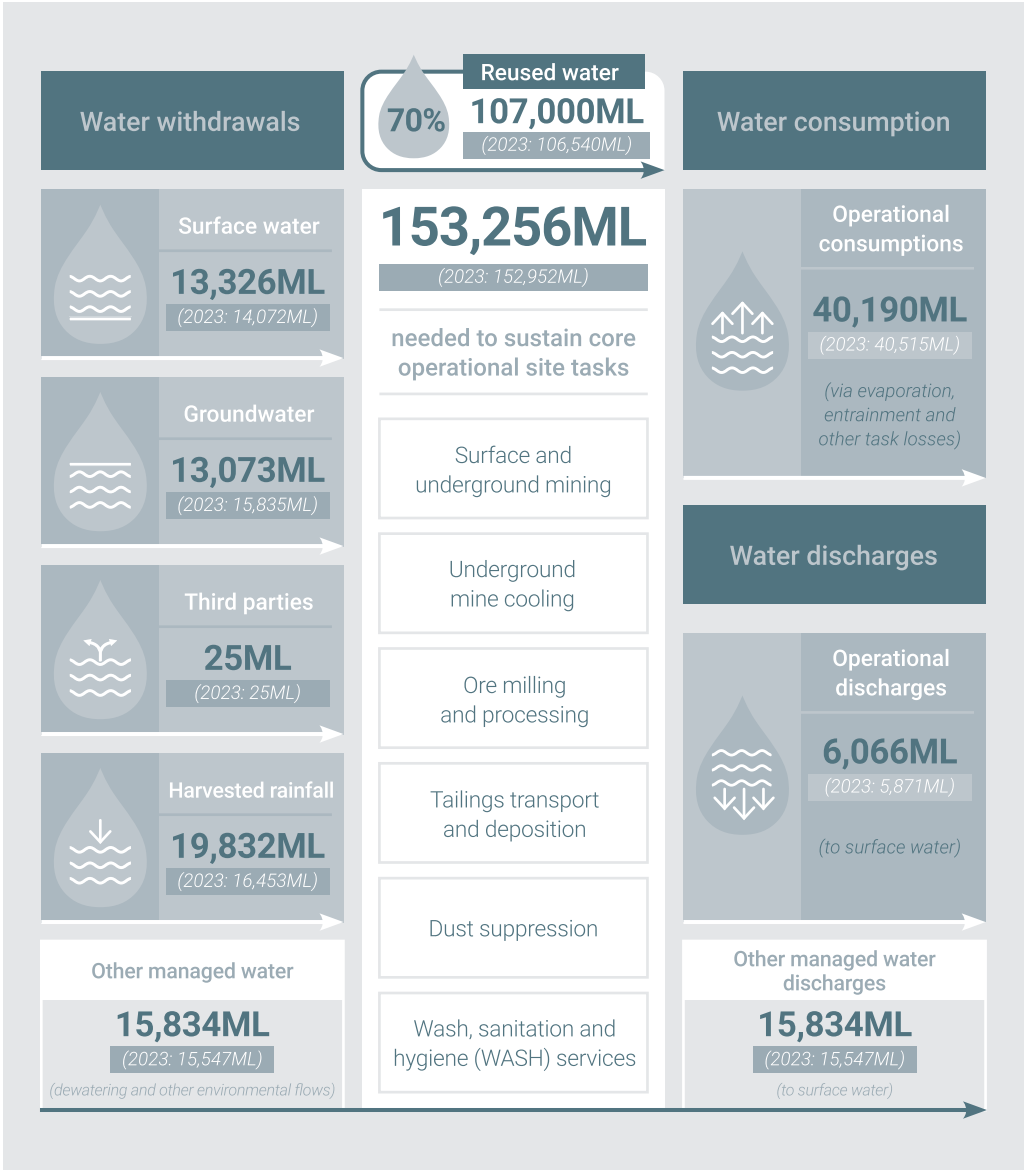 Water withdrawals
Surface water
13,326ML
(2023: 14,072ML)
Groundwater
13,073ML
(2023: 15,835ML)
Third parties
25ML
(2023: 25ML)
Harvested rainfall
19,832ML
(2023: 16,453ML)
Other managed water
15,834ML
(2023: 15,547ML)
(dewatering and other environmental flows)
70%
Reused water
107,000ML
(2023: 106,540ML)
153,256ML
(2023: 152,952ML)
needed to sustain core
operational site tasks
Surface and
underground mining
Underground
mine cooling
Ore milling
and processing
Tailings transport
and deposition
Dust suppression
Wash, sanitation and
hygiene (WASH) services
Water consumption
Operational
consumptions
40,190ML
(2023: 40,515ML)
(via evaporation,
entrainment and
other task losses)
Water discharges
Operational
discharges
6,066ML
(2023: 5,871ML)
(to surface water)
Other managed water
discharges
15,834ML
(2023: 15,547ML)
(to surface water)